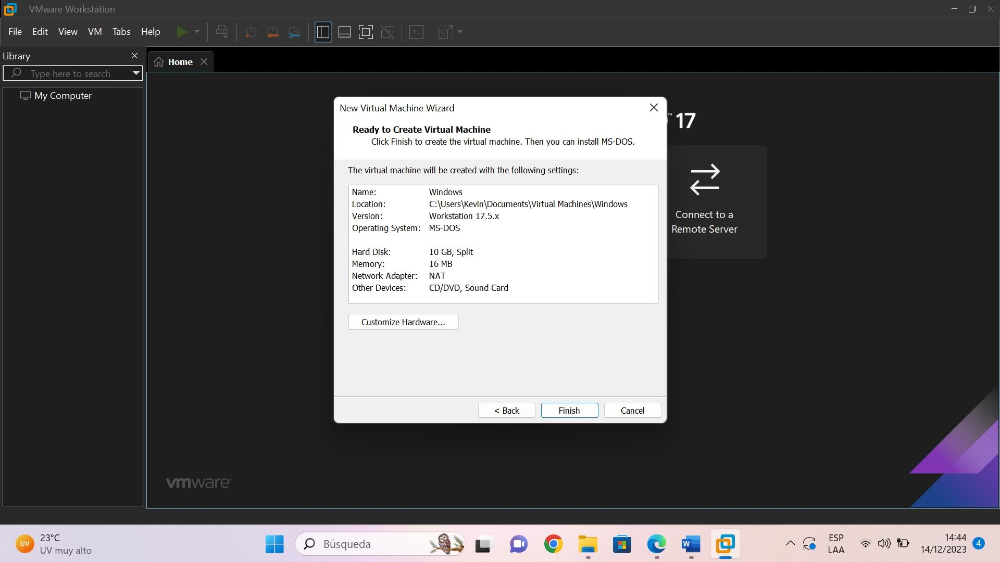 VMware Workstation
File Edit View VM Tabs Help
Library
Type here to search
My Computer
Home
™ 17
Connect to a
Remote Server
New Virtual Machine Wizard
Ready to Create Virtual Machine
Click Finish to create the virtual machine. Then you can install MS-DOS.
The virtual machine will be created with the following settings:
Name: Windows
Location: C:\Users\Kevin\Documents\Virtual Machines\Windows
Version: Workstation 17.5.x
Operating System: MS-DOS
Hard Disk: 10 GB, Split
Memory: 16 MB
Network Adapter: NAT
Other Devices: CD/DVD, Sound Card
Customize Hardware...
< Back Finish Cancel
vmware
UV
23°C
UV muy alto
Búsqueda
W
ESP
LAA
14:44
14/12/2023
4